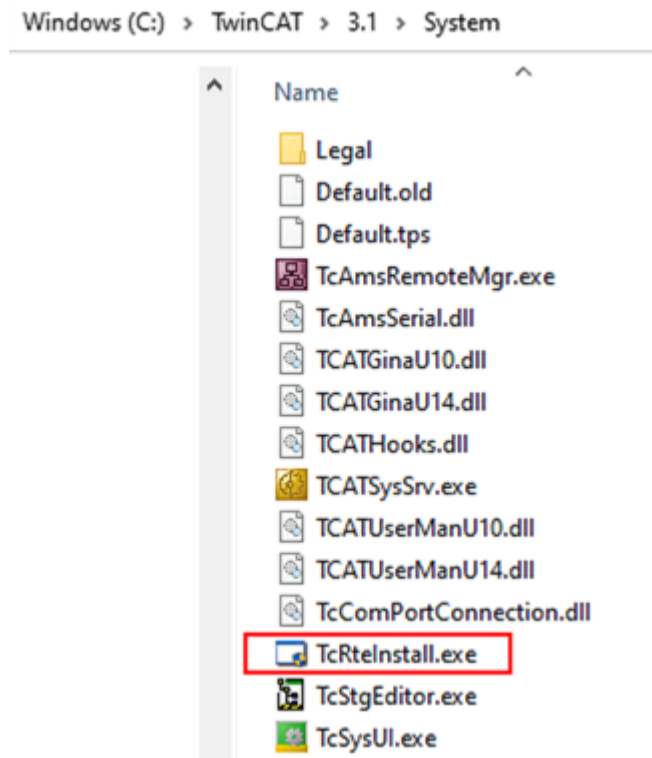 Windows (C:) > TwinCAT > 3.1 > System
Name
Legal
Default.old
Default.tps
TcAmsRemoteMgr.exe
TcAmsSerial.dll
TCATGinaU10.dll
TCATGinaU14.dll
TCATHooks.dll
TCATSysSrv.exe
TCATUserManU10.dll
TCATUserManU14.dll
TcComPortConnection.dll
TcRteInstall.exe
TcStgEditor.exe
TcSysUI.exe